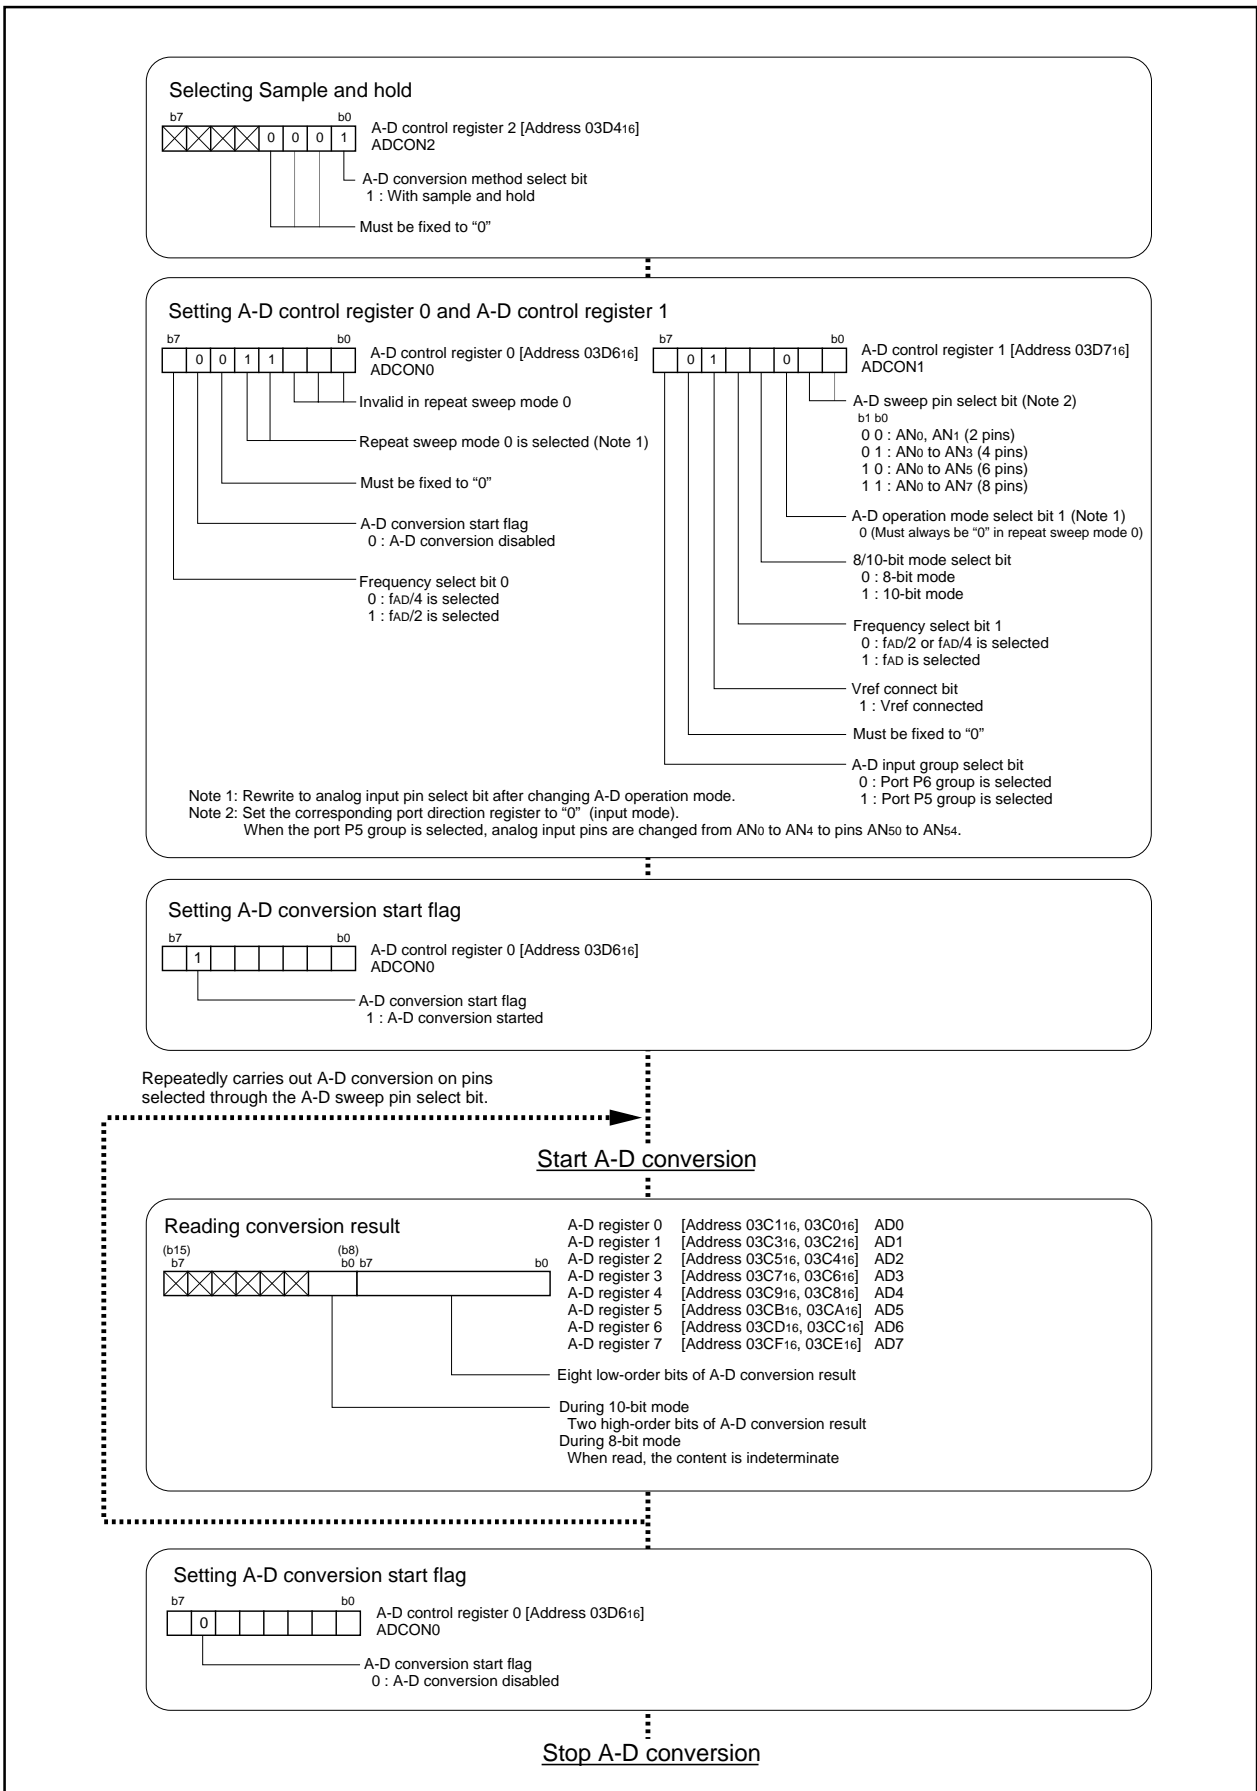 Selecting Sample and hold
b7 b0
0 0 0 1
A-D control register 2 [Address 03D416]
ADCON2
A-D conversion method select bit
1 : With sample and hold
Must be fixed to “0”
Setting A-D control register 0 and A-D control register 1
b7 b0
0 0 1 1
A-D control register 0 [Address 03D616]
ADCON0
Invalid in repeat sweep mode 0
Repeat sweep mode 0 is selected (Note 1)
Must be fixed to “0”
A-D conversion start flag
0 : A-D conversion disabled
Frequency select bit 0
0 : fAD/4 is selected
1 : fAD/2 is selected
b7 b0
0 1 0
A-D control register 1 [Address 03D716]
ADCON1
A-D sweep pin select bit (Note 2)
b1 b0
0 0 : AN0, AN1 (2 pins)
0 1 : AN0 to AN3 (4 pins)
1 0 : AN0 to AN5 (6 pins)
1 1 : AN0 to AN7 (8 pins)
A-D operation mode select bit 1 (Note 1)
0 (Must always be “0” in repeat sweep mode 0)
8/10-bit mode select bit
0 : 8-bit mode
1 : 10-bit mode
Frequency select bit 1
0 : fAD/2 or fAD/4 is selected
1 : fAD is selected
Vref connect bit
1 : Vref connected
Must be fixed to “0”
A-D input group select bit
0 : Port P6 group is selected
1 : Port P5 group is selected
Note 1: Rewrite to analog input pin select bit after changing A-D operation mode.
Note 2: Set the corresponding port direction register to “0” (input mode).
When the port P5 group is selected, analog input pins are changed from AN0 to AN4 to pins AN50 to AN54.
Setting A-D conversion start flag
b7 b0
1
A-D control register 0 [Address 03D616]
ADCON0
A-D conversion start flag
1 : A-D conversion started
Repeatedly carries out A-D conversion on pins
selected through the A-D sweep pin select bit.
Start A-D conversion
Reading conversion result
(b15) (b8)
b7 b0 b7 b0
A-D register 0 [Address 03C116, 03C016] AD0
A-D register 1 [Address 03C316, 03C216] AD1
A-D register 2 [Address 03C516, 03C416] AD2
A-D register 3 [Address 03C716, 03C616] AD3
A-D register 4 [Address 03C916, 03C816] AD4
A-D register 5 [Address 03CB16, 03CA16] AD5
A-D register 6 [Address 03CD16, 03CC16] AD6
A-D register 7 [Address 03CF16, 03CE16] AD7
Eight low-order bits of A-D conversion result
During 10-bit mode
Two high-order bits of A-D conversion result
During 8-bit mode
When read, the content is indeterminate
Setting A-D conversion start flag
b7 b0
0
A-D control register 0 [Address 03D616]
ADCON0
A-D conversion start flag
0 : A-D conversion disabled
Stop A-D conversion